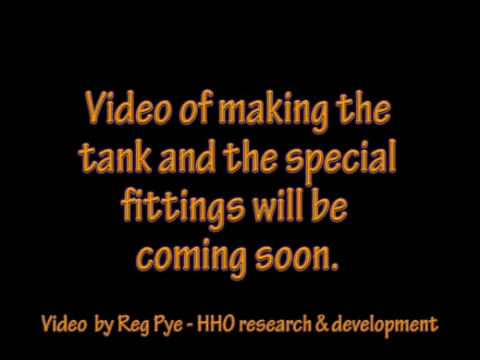 Video of making the
tank and the special
fittings will be
coming soon.
Video by Reg Pye - HHO research & development